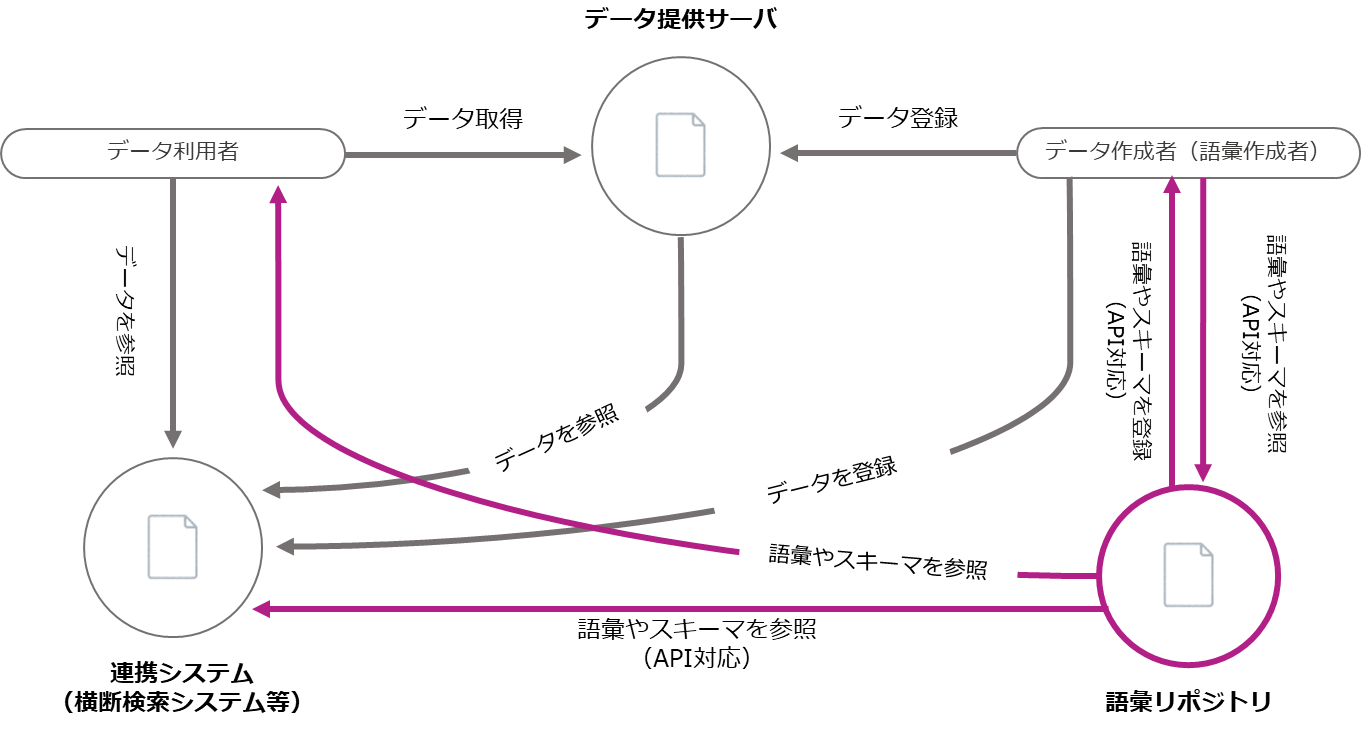 データ提供サーバ
データ取得
データ登録
データ利用者
データ作成者（語彙作成者）
データを参照
語彙やスキーマを登録
（API対応）
語彙やスキーマを参照
（API対応）
データを参照
データを登録
語彙やスキーマを参照
語彙やスキーマを参照
（API対応）
連携システム
（横断検索システム等）
語彙リポジトリ